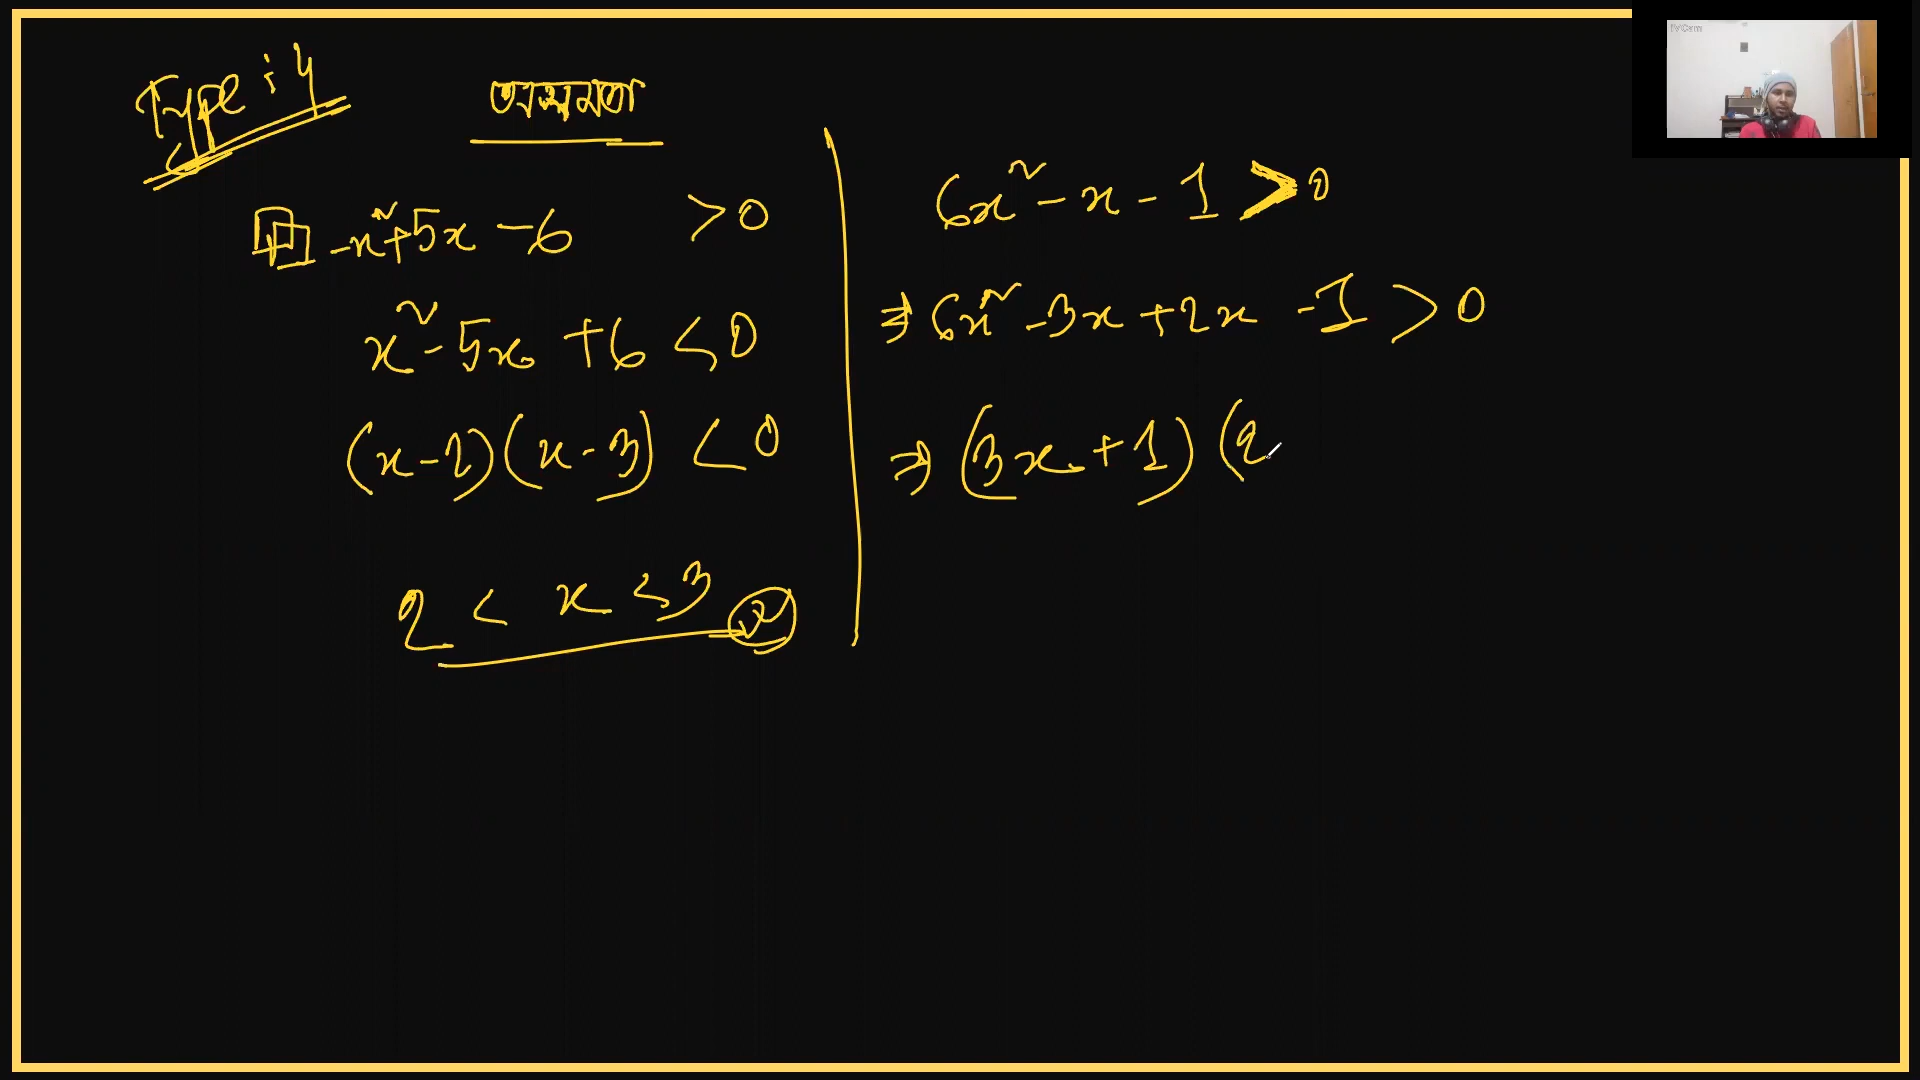 Type : 4
অসমতা
-x²+5x-6 >0
x²-5x+6<0
(x-2)(x-3) <0
2 < x <3
6x²-x-1>0
⇒ 6x²-3x+2x-1>0
⇒ (3x+1)(2